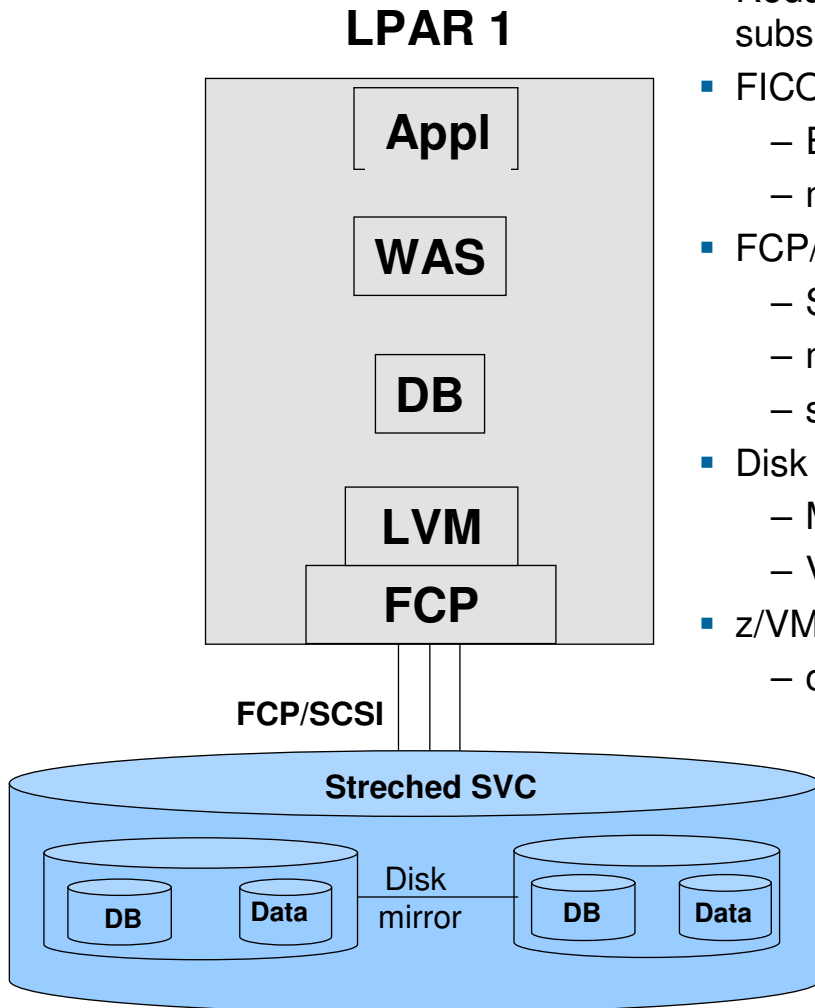 LPAR 1
Appl
WAS
DB
LVM
FCP
FCP/SCSI
Streched SVC
DB
Data
Disk
mirror
DB
Data
subs
FICO
–
–
FCP/
– S
–
– s
Disk
– M
– V
z/VM
–